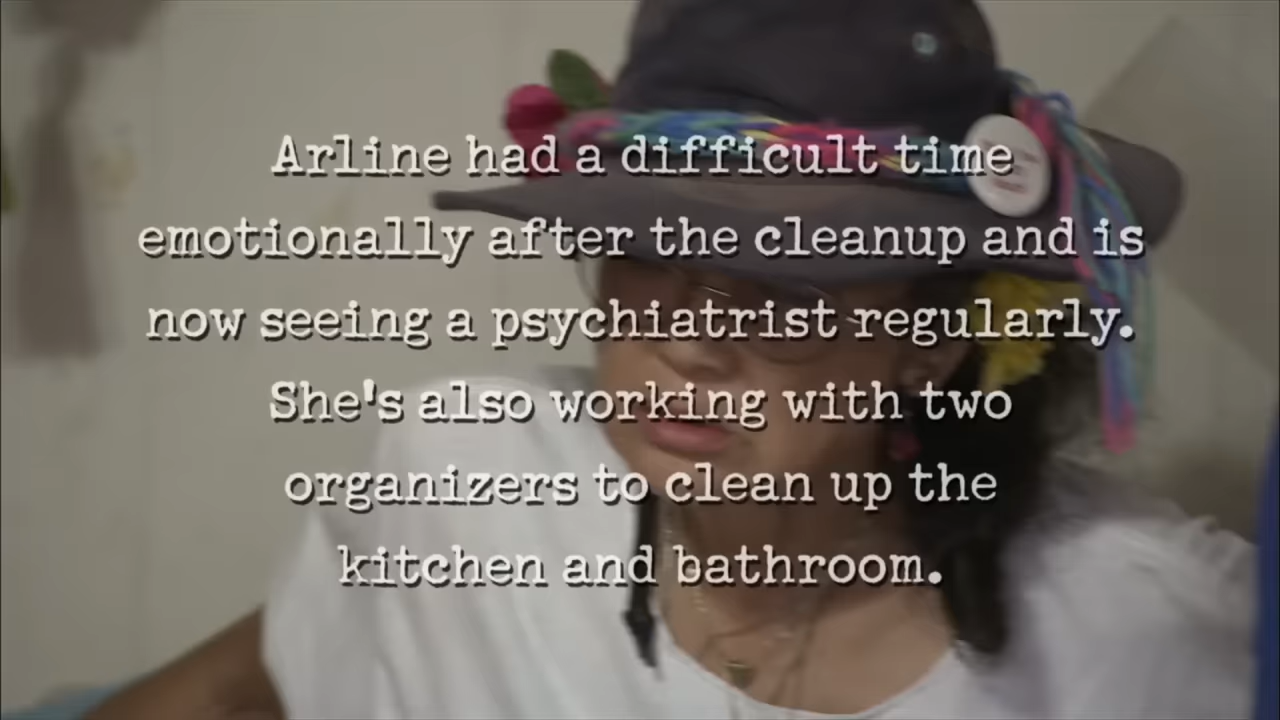 Arline had a difficult time
emotionally after the cleanup and is
now seeing a psychiatrist regularly.
She's also working with two
organizers to clean up the
kitchen and bathroom.